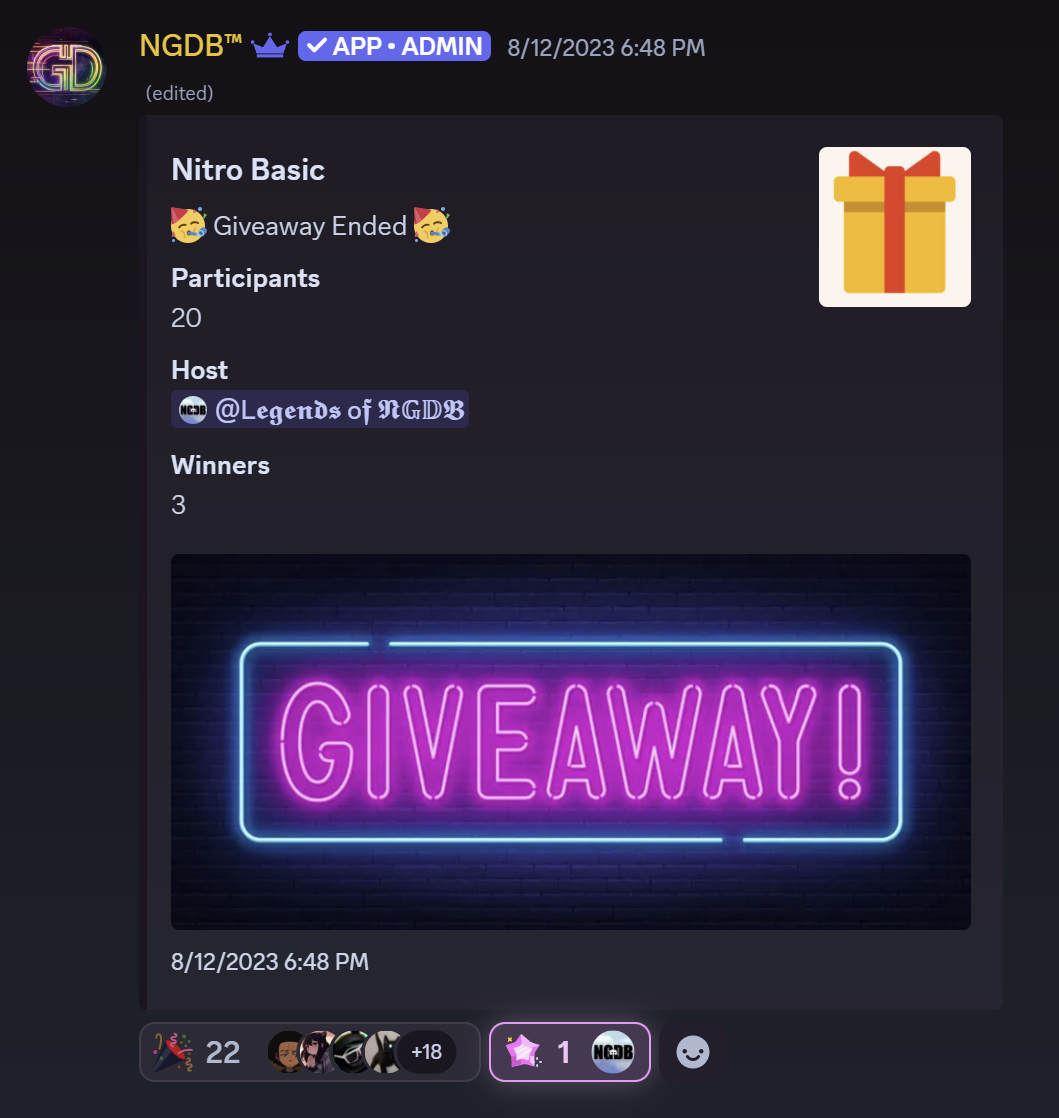 NGDB™ APP • ADMIN 8/12/2023 6:48 PM
(edited)
Nitro Basic
🥳 Giveaway Ended 🥳
Participants
20
Host
@L𝖊𝖌𝖊𝖓𝖉𝖘 𝕠𝖋 𝕹𝔾𝔻𝕭
Winners
3
GIVEAWAY!
8/12/2023 6:48 PM
22 +18 1 NGDB